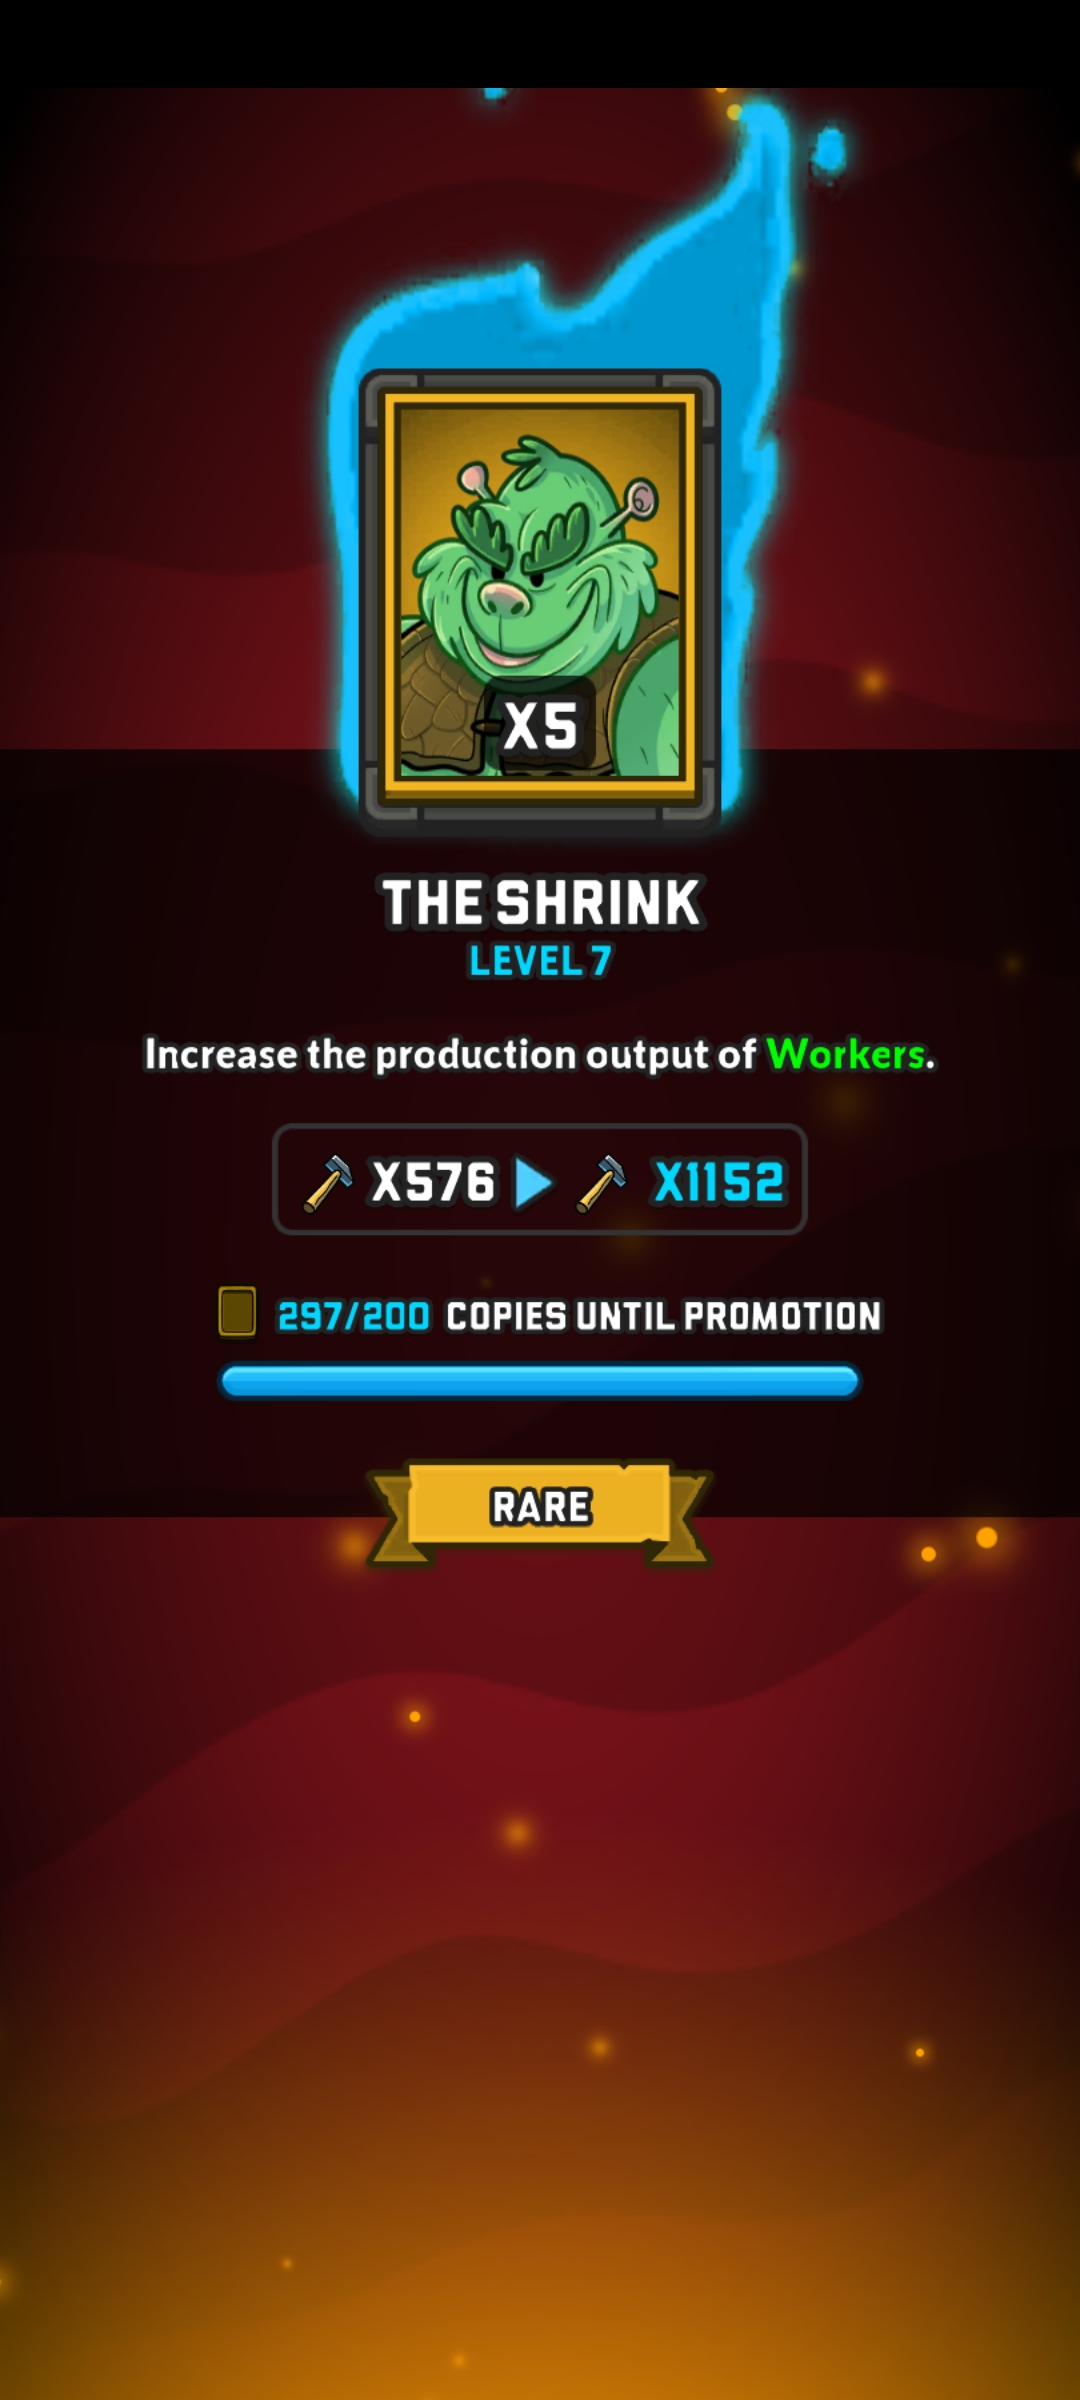 X5
THE SHRINK
LEVEL 7
Increase the production output of Workers.
X576 X1152
297/200 COPIES UNTIL PROMOTION
RARE